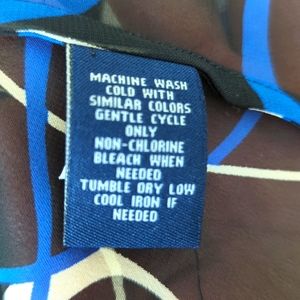 MACHINE WASH
COLD WITH
SIMILAR COLORS
GENTLE CYCLE
ONLY
NON-CHLORINE
BLEACH WHEN
NEEDED
TUMBLE DRY LOW
COOL IRON IF
NEEDED